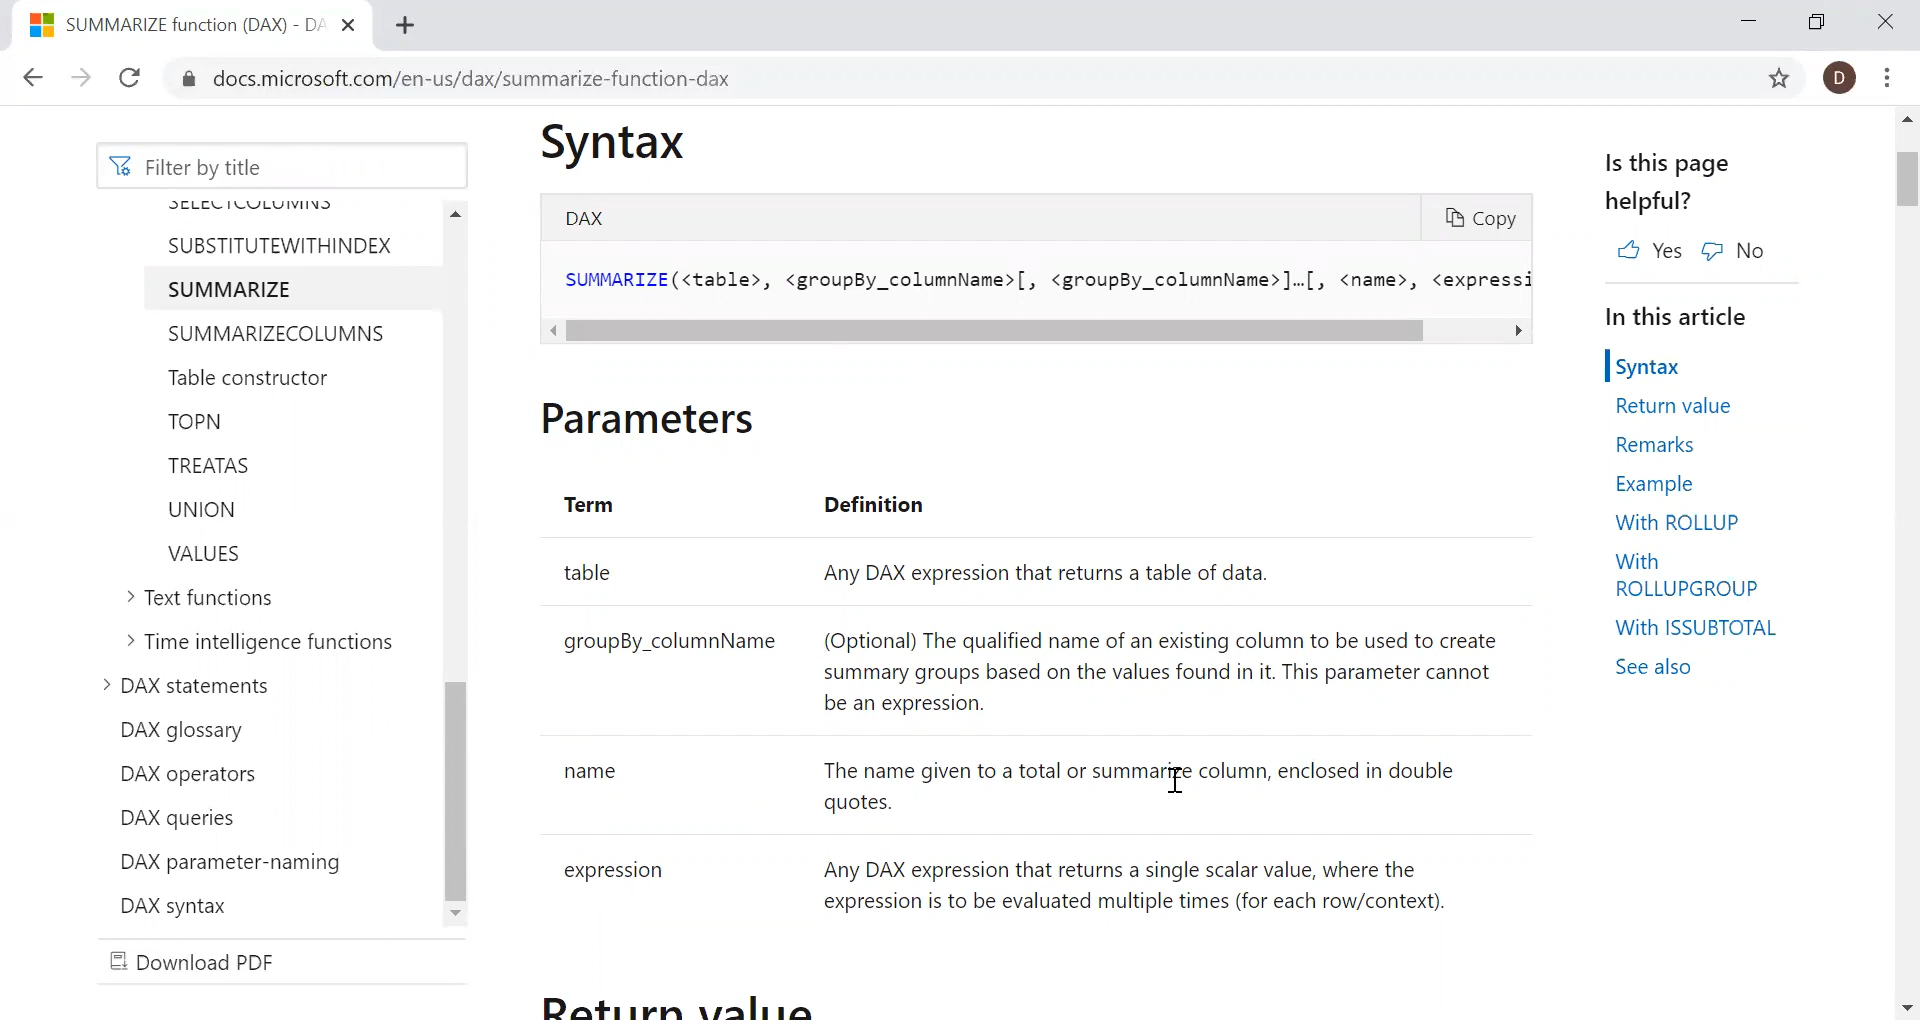 SUMMARIZE function (DAX) - DA
docs.microsoft.com/en-us/dax/summarize-function-dax
D
Filter by title
SELECTCOLUMNS
SUBSTITUTEWITHINDEX
SUMMARIZE
SUMMARIZECOLUMNS
Table constructor
TOPN
TREATAS
UNION
VALUES
Text functions
Time intelligence functions
DAX statements
DAX glossary
DAX operators
DAX queries
DAX parameter-naming
DAX syntax
Download PDF
Syntax
DAX
Copy
SUMMARIZE(<table>, <groupBy_columnName>[, <groupBy_columnName>]…[, <name>, <expressi
Parameters
Term Definition
table Any DAX expression that returns a table of data.
groupBy_columnName (Optional) The qualified name of an existing column to be used to create
summary groups based on the values found in it. This parameter cannot
be an expression.
name The name given to a total or summarize column, enclosed in double
quotes.
expression Any DAX expression that returns a single scalar value, where the
expression is to be evaluated multiple times (for each row/context).
Return value
Is this page
helpful?
Yes No
In this article
Syntax
Return value
Remarks
Example
With ROLLUP
With
ROLLUPGROUP
With ISSUBTOTAL
See also